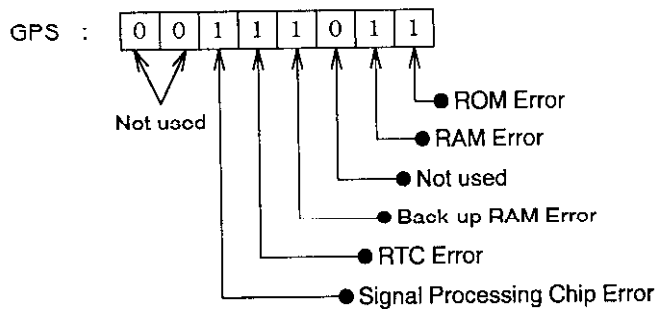 GPS : 0 0 1 1 1 0 1 1
ROM Error
Not used
RAM Error
Not used
Back up RAM Error
RTC Error
Signal Processing Chip Error